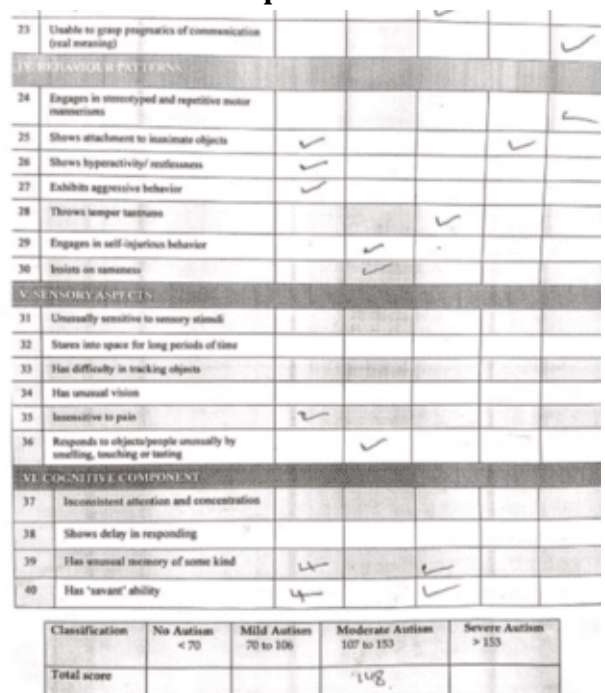 23 Unable to grasp pragmatics of communication
(real meaning)
IV. BEHAVIOUR PATTERNS
24 Engages in stereotyped and repetitive motor
mannerisms
25 Shows attachment to inanimate objects
26 Shows hyperactivity/ restlessness
27 Exhibits aggressive behavior
28 Throws temper tantrums
29 Engages in self-injurious behavior
30 Insists on sameness
V. SENSORY ASPECTS
31 Unusually sensitive to sensory stimuli
32 Stares into space for long periods of time
33 Has difficulty in tracking objects
34 Has unusual vision
35 Insensitive to pain
36 Responds to objects/people unusually by
smelling, touching or tasting
VI. COGNITIVE COMPONENT
37 Inconsistent attention and concentration
38 Shows delay in responding
39 Has unusual memory of some kind
40 Has 'savant' ability
Classification No Autism Mild Autism Moderate Autism Severe Autism
< 70 70 to 106 107 to 153 > 153
Total score 148